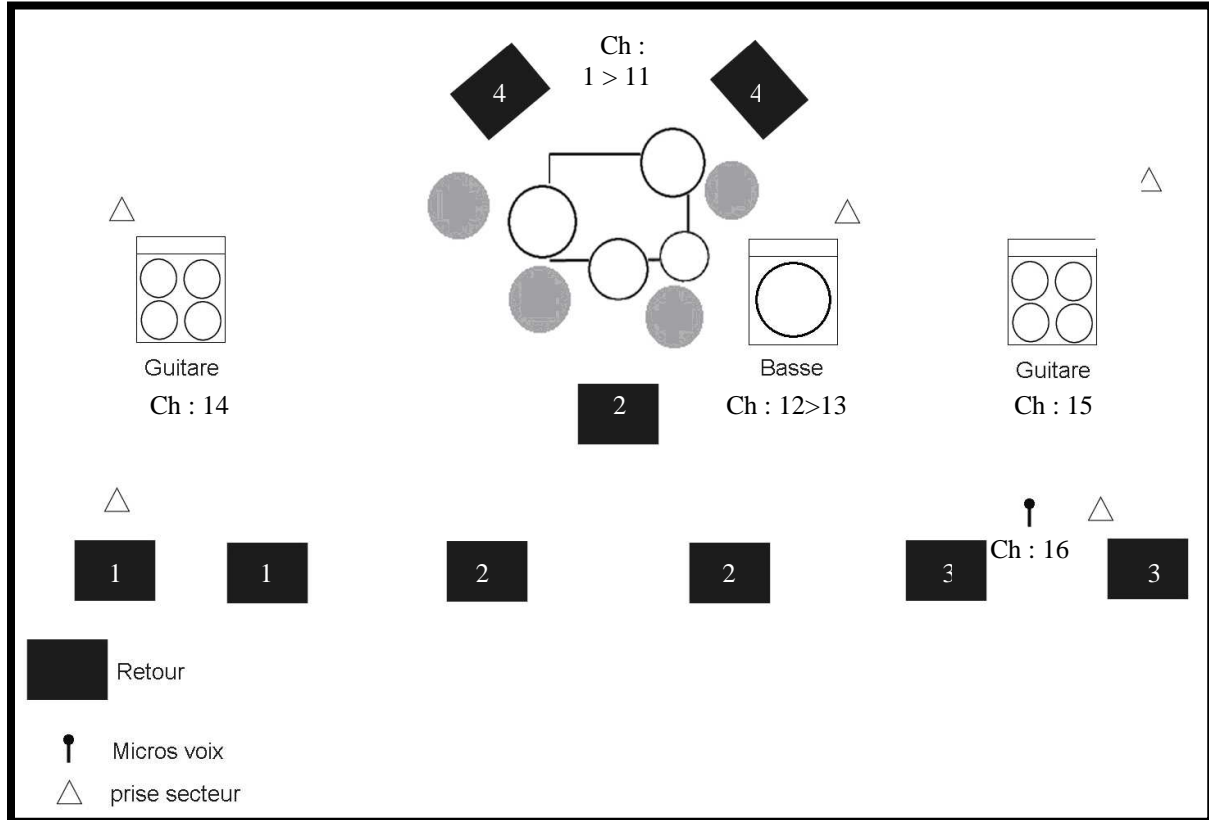 Ch :
1 > 11
4
4
Guitare
Ch : 14
Basse
Ch : 12>13
Guitare
Ch : 15
2
Ch : 16
1
1
2
2
3
3
Retour
Micros voix
prise secteur